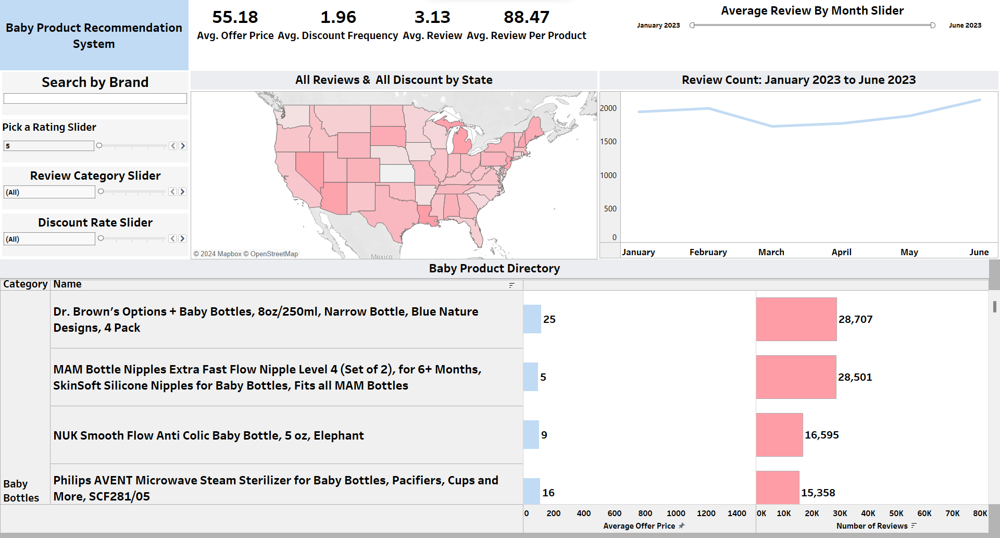 Baby Product Recommendation
System
55.18
1.96
3.13
88.47
Avg. Offer Price
Avg. Discount Frequency
Avg. Review
Avg. Review Per Product
Average Review By Month Slider
January 2023
June 2023
Search by Brand
Pick a Rating Slider
5
Review Category Slider
(All)
Discount Rate Slider
(All)
All Reviews &  All Discount by State
© 2024 Mapbox © OpenStreetMap
Mexico
Review Count: January 2023 to June 2023
2000
1500
1000
500
0
January
February
March
April
May
June
Baby Product Directory
Category
Name
Baby
Bottles
Dr. Brown’s Options + Baby Bottles, 8oz/250ml, Narrow Bottle, Blue Nature
Designs, 4 Pack
25
28,707
MAM Bottle Nipples Extra Fast Flow Nipple Level 4 (Set of 2), for 6+ Months,
SkinSoft Silicone Nipples for Baby Bottles, Fits all MAM Bottles
5
28,501
NUK Smooth Flow Anti Colic Baby Bottle, 5 oz, Elephant
9
16,595
Philips AVENT Microwave Steam Sterilizer for Baby Bottles, Pacifiers, Cups and
More, SCF281/05
16
15,358
0 200 400 600 800 1000 1200 1400
Average Offer Price
0K 10K 20K 30K 40K 50K 60K 70K 80K
Number of Reviews